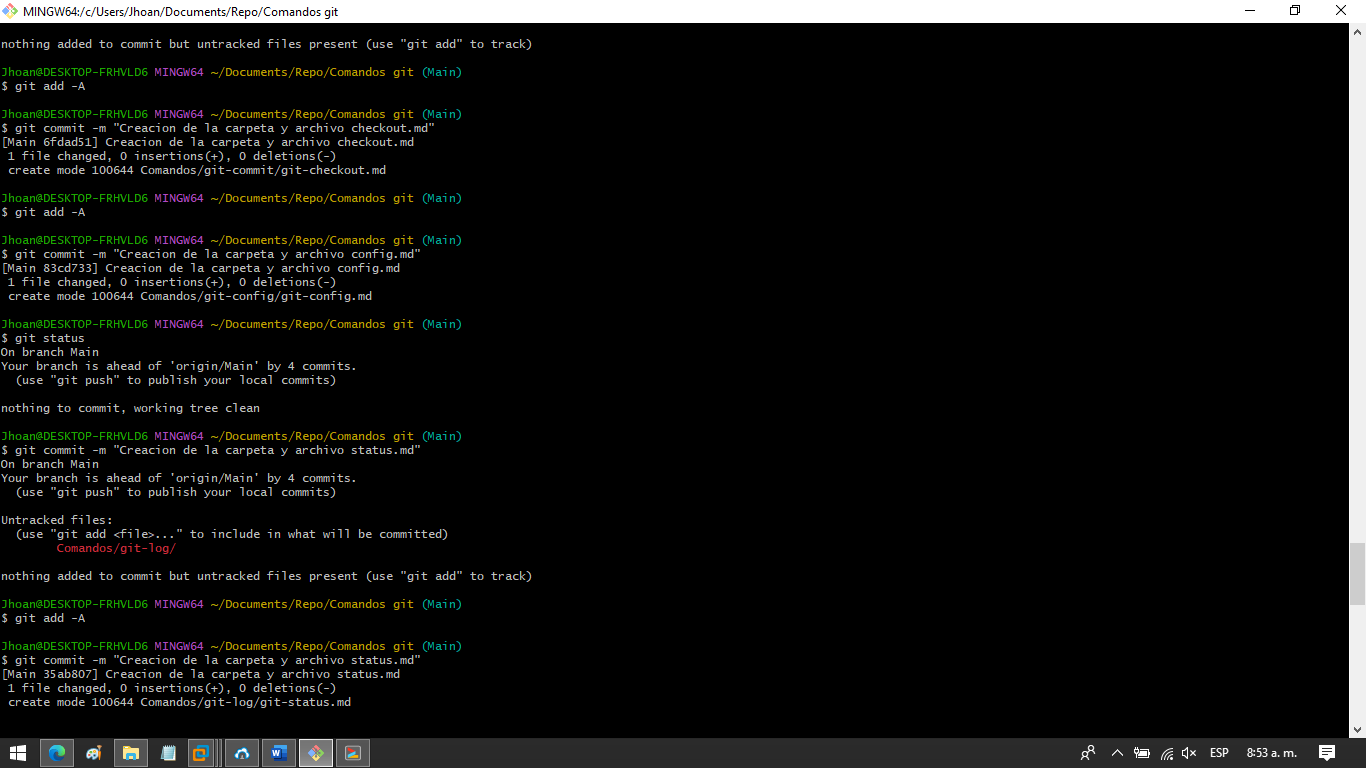 MINGW64:/c/Users/Jhoan/Documents/Repo/Comandos git
nothing added to commit but untracked files present (use "git add" to track)
Jhoan@DESKTOP-FRHVLD6 MINGW64 ~/Documents/Repo/Comandos git (Main)
$ git add -A
Jhoan@DESKTOP-FRHVLD6 MINGW64 ~/Documents/Repo/Comandos git (Main)
$ git commit -m "Creacion de la carpeta y archivo checkout.md"
[Main 6fdad51] Creacion de la carpeta y archivo checkout.md
 1 file changed, 0 insertions(+), 0 deletions(-)
 create mode 100644 Comandos/git-commit/git-checkout.md
Jhoan@DESKTOP-FRHVLD6 MINGW64 ~/Documents/Repo/Comandos git (Main)
$ git add -A
Jhoan@DESKTOP-FRHVLD6 MINGW64 ~/Documents/Repo/Comandos git (Main)
$ git commit -m "Creacion de la carpeta y archivo config.md"
[Main 83cd733] Creacion de la carpeta y archivo config.md
 1 file changed, 0 insertions(+), 0 deletions(-)
 create mode 100644 Comandos/git-config/git-config.md
Jhoan@DESKTOP-FRHVLD6 MINGW64 ~/Documents/Repo/Comandos git (Main)
$ git status
On branch Main
Your branch is ahead of 'origin/Main' by 4 commits.
  (use "git push" to publish your local commits)
nothing to commit, working tree clean
Jhoan@DESKTOP-FRHVLD6 MINGW64 ~/Documents/Repo/Comandos git (Main)
$ git commit -m "Creacion de la carpeta y archivo status.md"
On branch Main
Your branch is ahead of 'origin/Main' by 4 commits.
  (use "git push" to publish your local commits)
Untracked files:
  (use "git add <file>..." to include in what will be committed)
        Comandos/git-log/
nothing added to commit but untracked files present (use "git add" to track)
Jhoan@DESKTOP-FRHVLD6 MINGW64 ~/Documents/Repo/Comandos git (Main)
$ git add -A
Jhoan@DESKTOP-FRHVLD6 MINGW64 ~/Documents/Repo/Comandos git (Main)
$ git commit -m "Creacion de la carpeta y archivo status.md"
[Main 35ab807] Creacion de la carpeta y archivo status.md
 1 file changed, 0 insertions(+), 0 deletions(-)
 create mode 100644 Comandos/git-log/git-status.md
ESP 8:53 a. m.